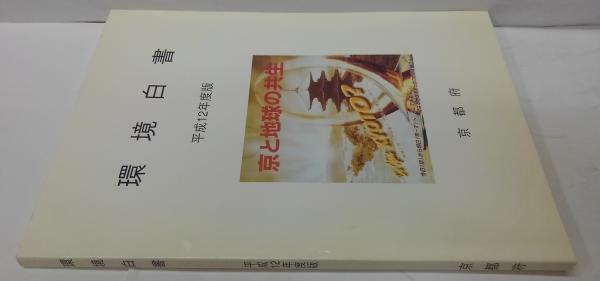 環境白書
平成12年度版
京と地球の共生
京都府
環境白書
平成12年度版
京都府